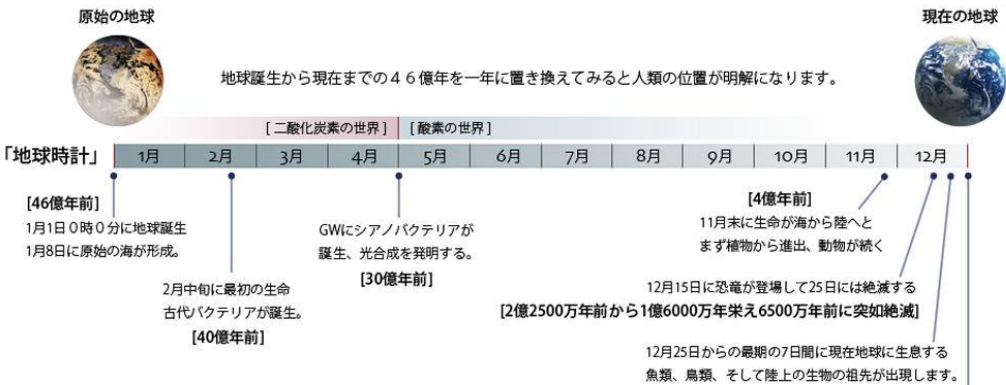 原始の地球
現在の地球
地球誕生から現在までの４６億年を一年に置き換えてみると人類の位置が明解になります。
[ 二酸化炭素の世界 ] [ 酸素の世界 ]
「地球時計」 1月 2月 3月 4月 5月 6月 7月 8月 9月 10月 11月 12月
[46億年前]
1月1日０時０分に地球誕生
1月8日に原始の海が形成。
2月中旬に最初の生命
古代バクテリアが誕生。
[40億年前]
GWにシアノバクテリアが
誕生、光合成を発明する。
[30億年前]
[4億年前]
11月末に生命が海から陸へと
まず植物から進出、動物が続く
12月15日に恐竜が登場して25日には絶滅する
[2億2500万年前から1億6000万年栄え6500万年前に突如絶滅]
12月25日からの最期の7日間に現在地球に生息する
魚類、鳥類、そして陸上の生物の祖先が出現します。